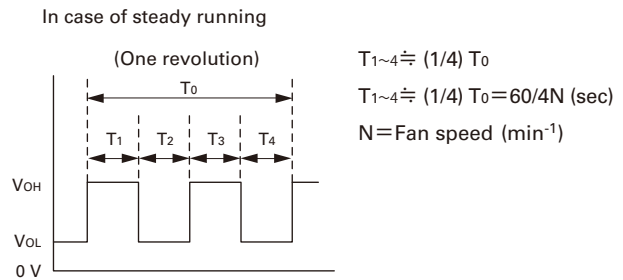 In case of steady running
(One revolution)
T0
T1 T2 T3 T4
VOH
VOL
0 V
T1~4≒ (1/4) T0
T1~4≒ (1/4) T0＝60/4N (sec)
N＝Fan speed (min-1)